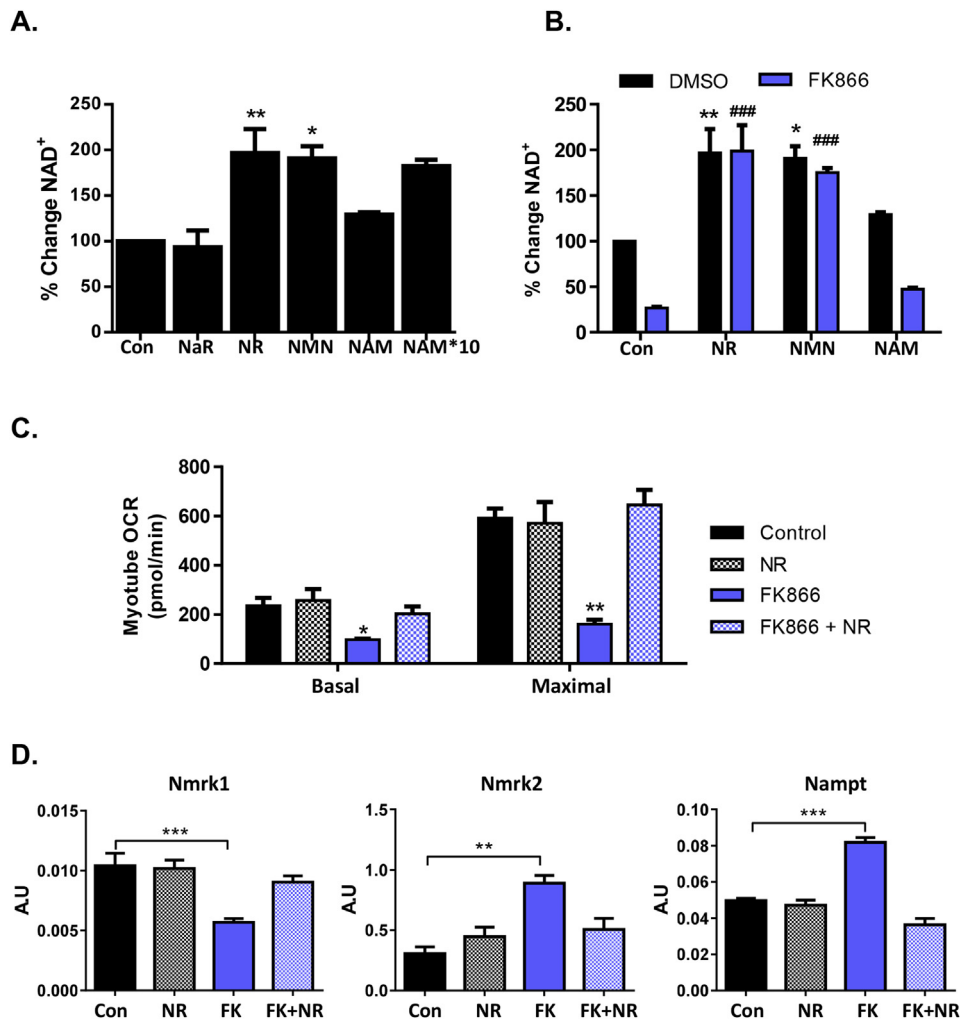 A.
% Change NAD+
250
200
150
100
50
0
** *
Con NaR NR NMN NAM NAM*10
B.
DMSO FK866
% Change NAD+
250
200
150
100
50
0
** ### * ###
Con NR NMN NAM
C.
Myotube OCR
(pmol/min)
800
600
400
200
0
* **
Basal Maximal
Control
NR
FK866
FK866 + NR
D.
Nmrk1
A.U
0.015
0.010
0.005
0.000
***
Con NR FK FK+NR
Nmrk2
A.U
1.5
1.0
0.5
0.0
**
Con NR FK FK+NR
Nampt
A.U
0.10
0.08
0.06
0.04
0.02
0.00
***
Con NR FK FK+NR